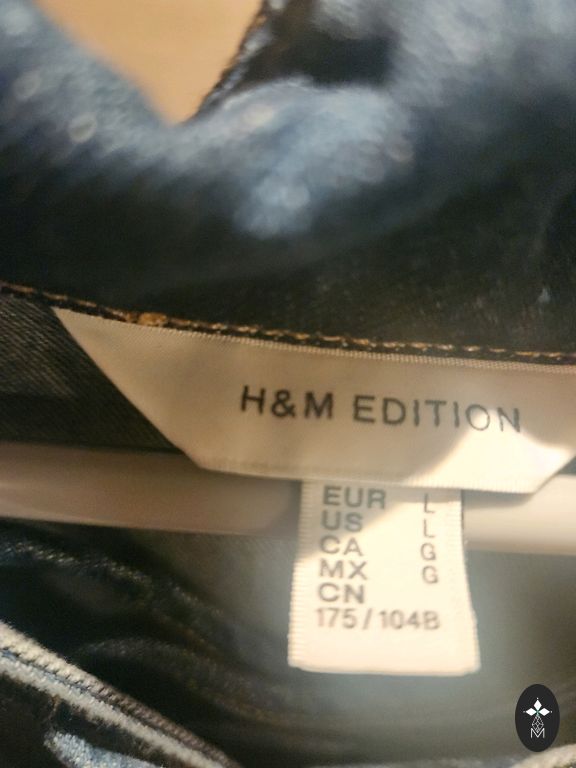 H&M EDITION
EUR L
US L
CA G
MX G
CN
175/104B
M